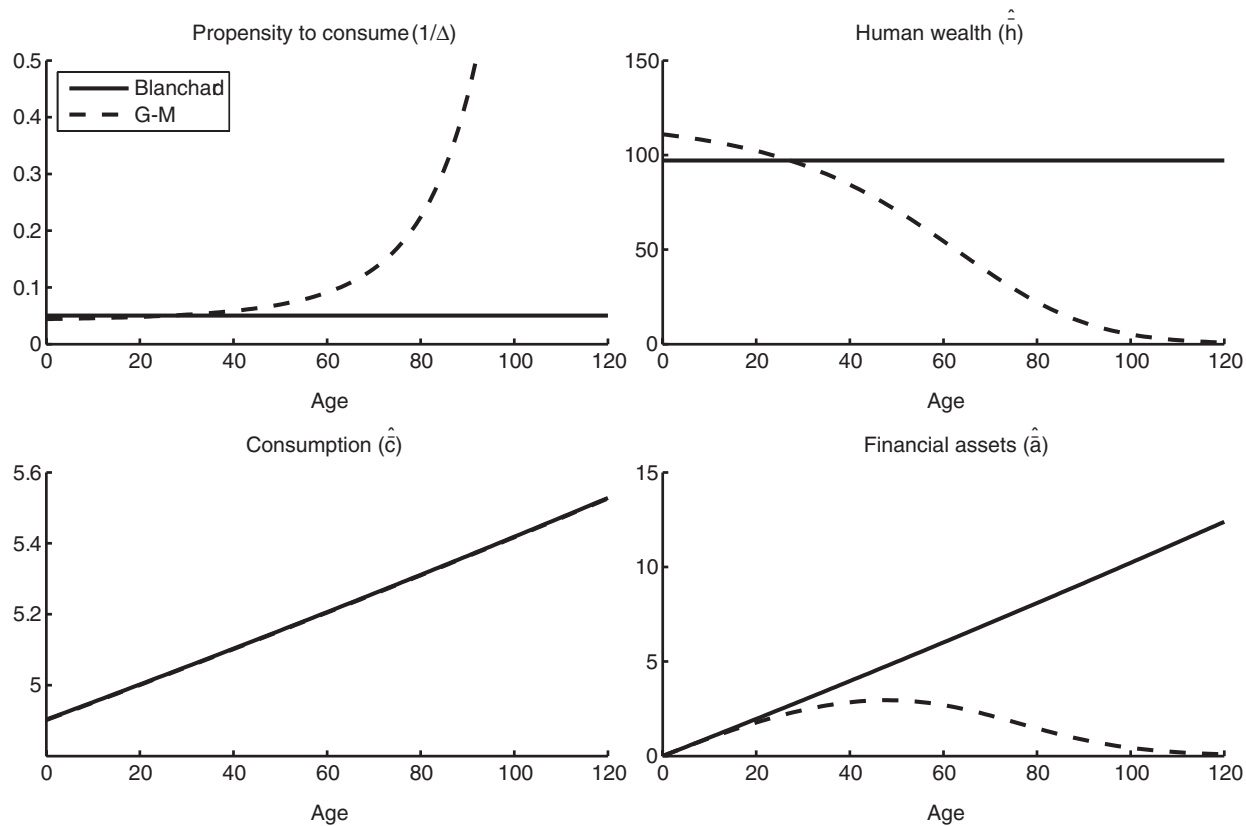 Propensity to consume (1/Δ)
0.5
0.4
0.3
0.2
0.1
0
Blanchard
G-M
0 20 40 60 80 100 120
Age
Human wealth (h̄̂)
150
100
50
0
0 20 40 60 80 100 120
Age
Consumption (c̄̂)
5.6
5.4
5.2
5
0 20 40 60 80 100 120
Age
Financial assets (ā̂)
15
10
5
0
0 20 40 60 80 100 120
Age